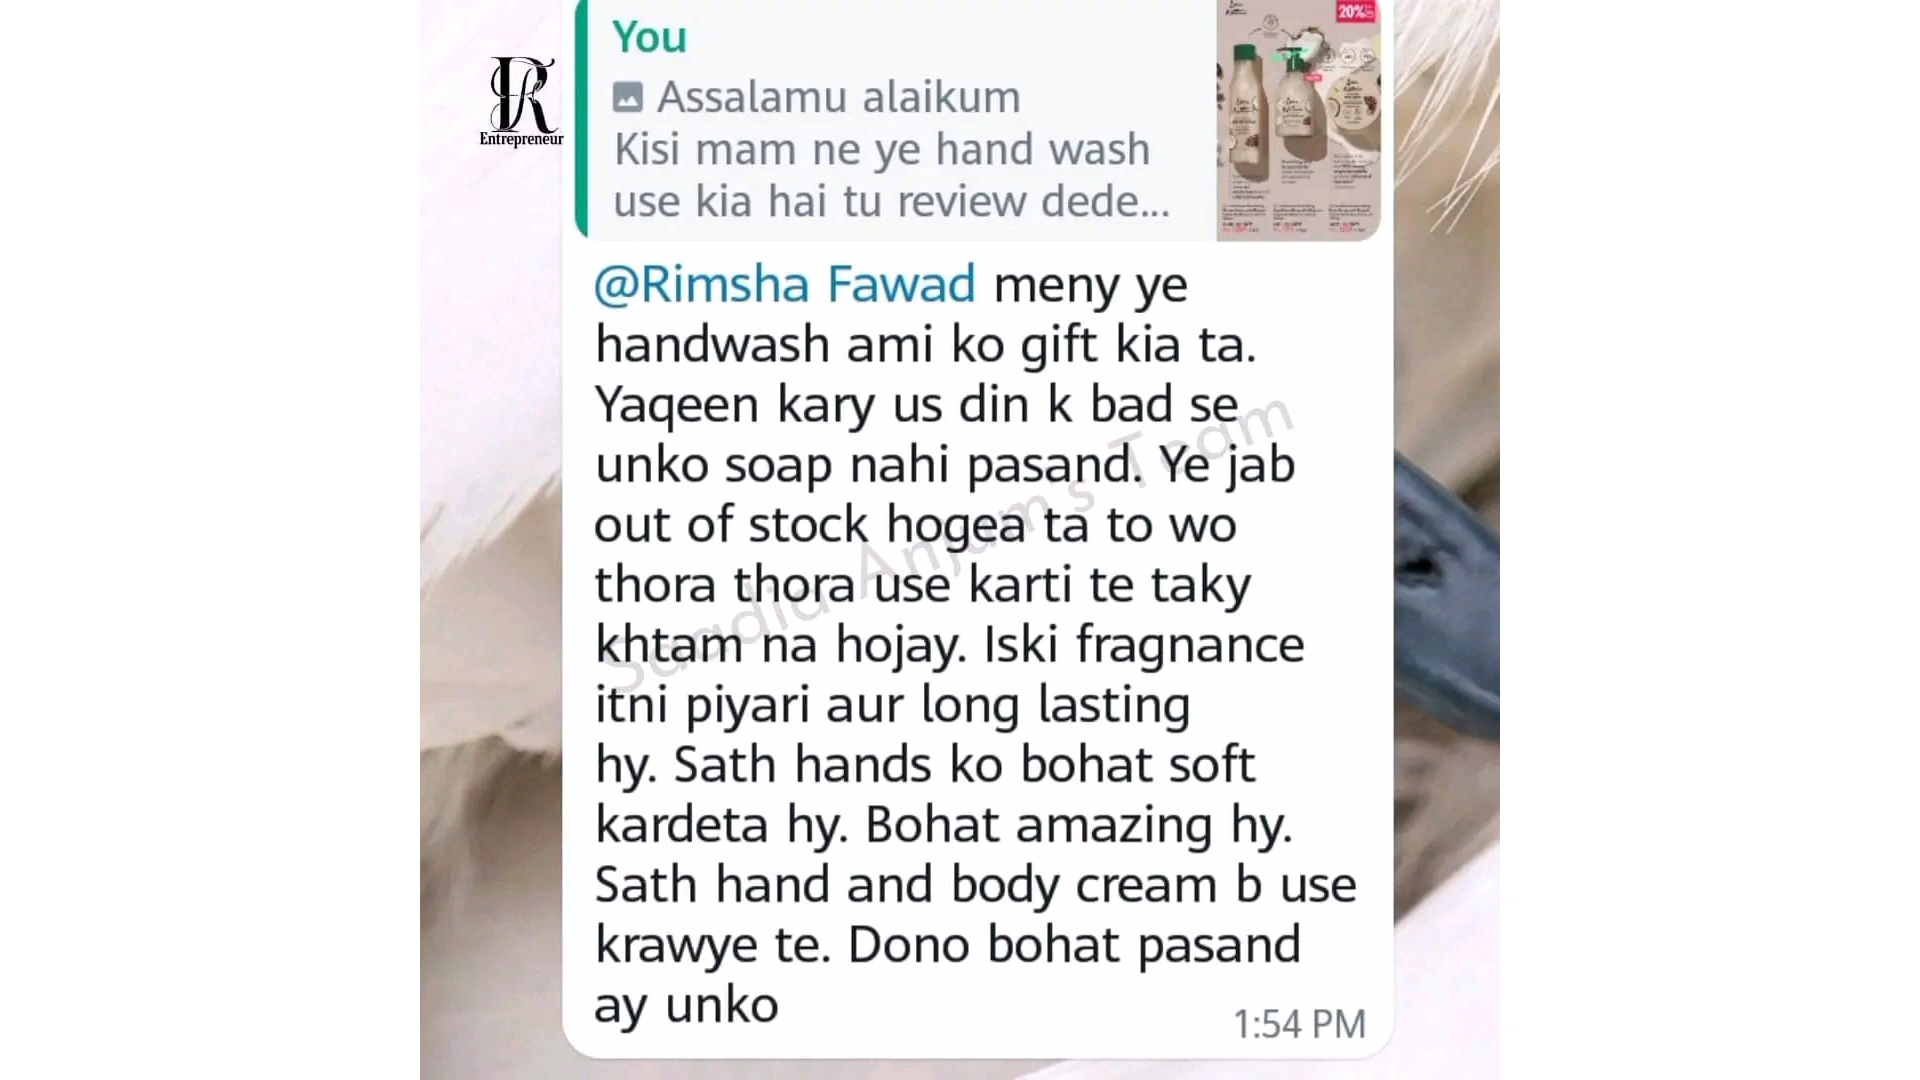 R
Entrepreneur
You
Assalamu alaikum
Kisi mam ne ye hand wash
use kia hai tu review dede...
20%
@Rimsha Fawad meny ye
handwash ami ko gift kia ta.
Yaqeen kary us din k bad se
unko soap nahi pasand. Ye jab
out of stock hogea ta to wo
thora thora use karti te taky
khtam na hojay. Iski fragnance
itni piyari aur long lasting
hy. Sath hands ko bohat soft
kardeta hy. Bohat amazing hy.
Sath hand and body cream b use
krawye te. Dono bohat pasand
ay unko
1:54 PM
Saadia Anjum's Team